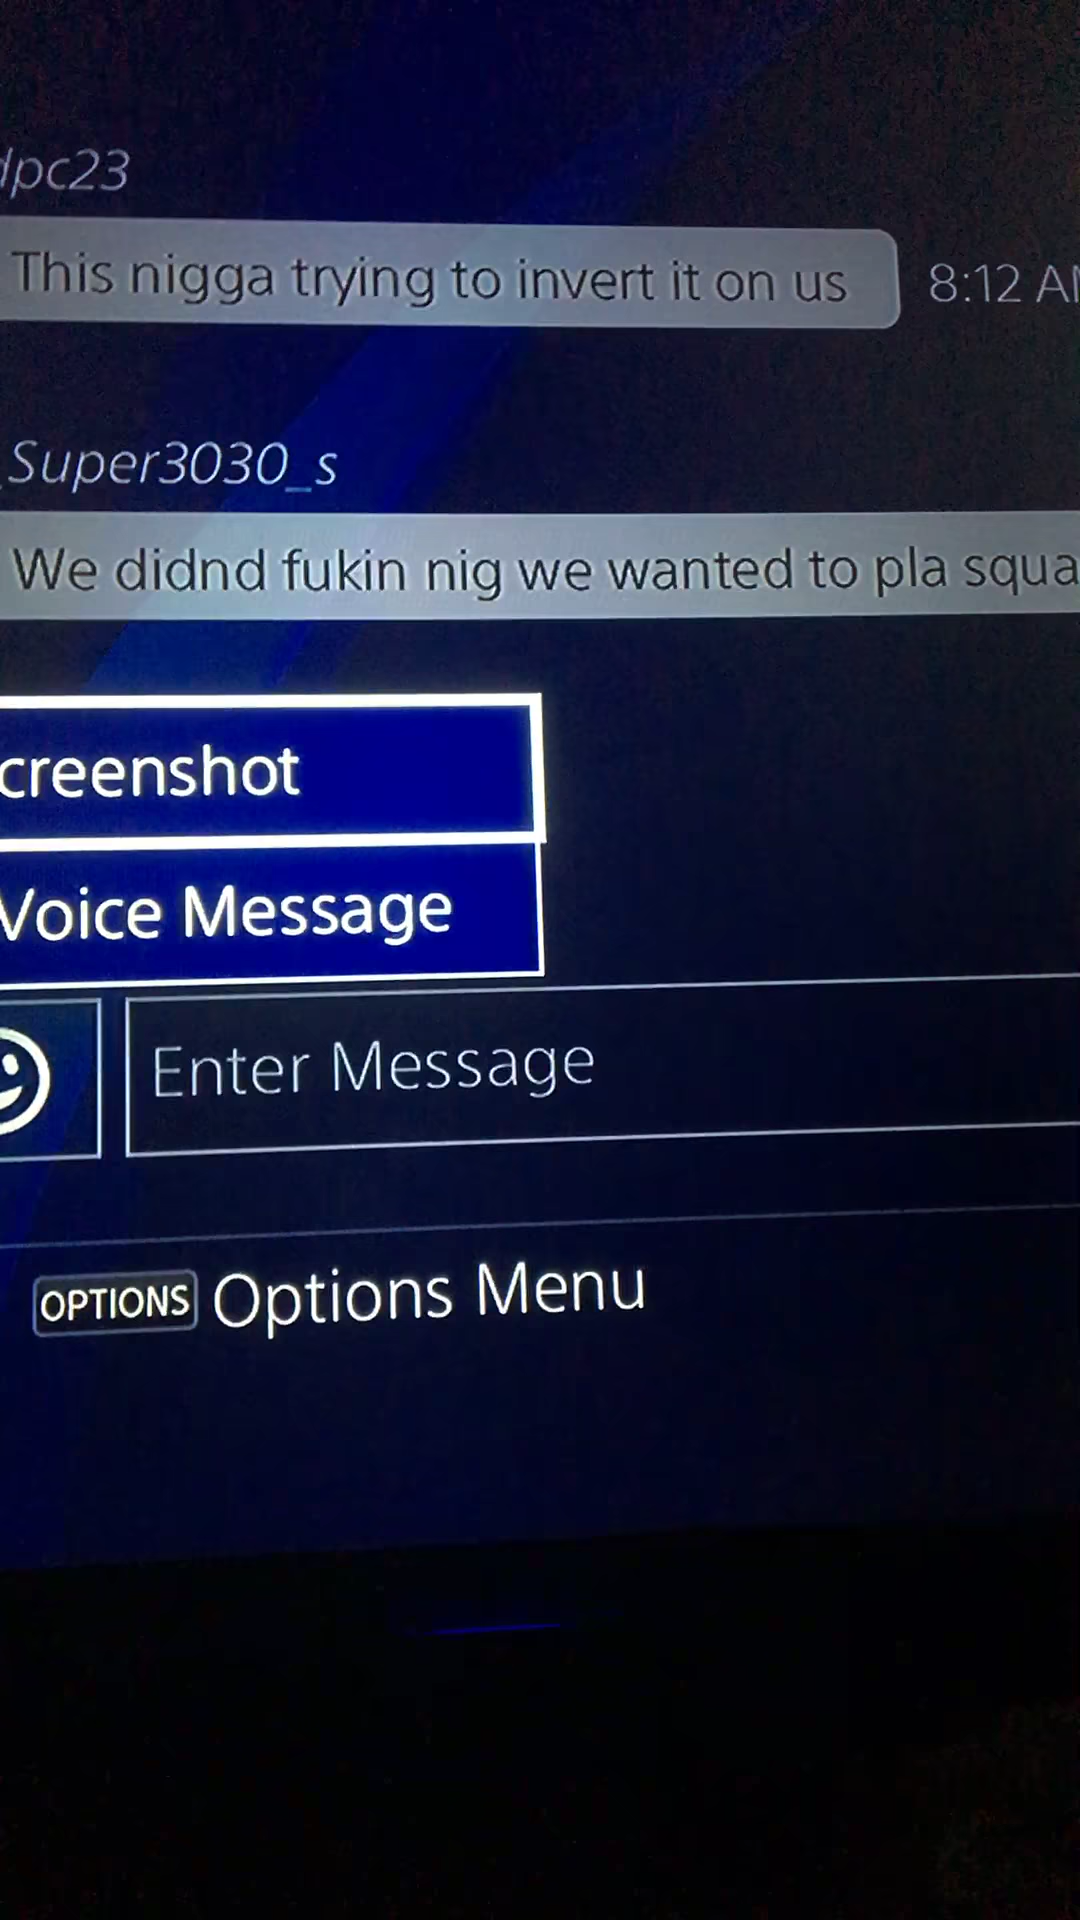 lpc23
This nigga trying to invert it on us
8:12 A
Super3030_s
We didnd fukin nig we wanted to pla squa
creenshot
Voice Message
Enter Message
OPTIONS Options Menu